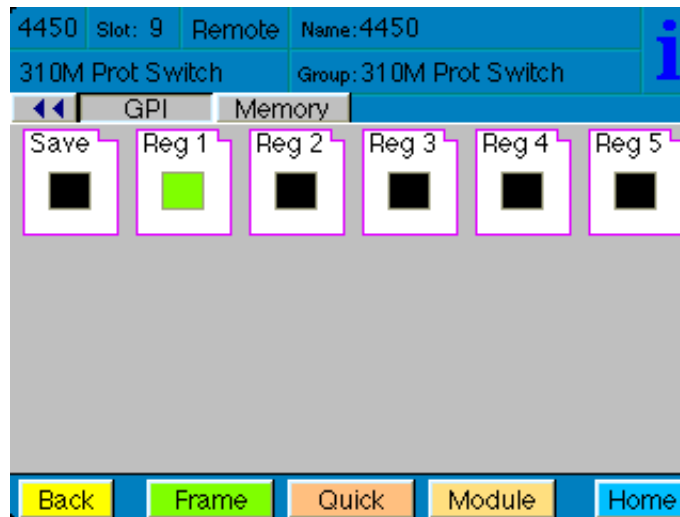 4450 Slot: 9 Remote Name:4450
310M Prot Switch Group:310M Prot Switch
i
GPI Memory
Save Reg 1 Reg 2 Reg 3 Reg 4 Reg 5
Back Frame Quick Module Home